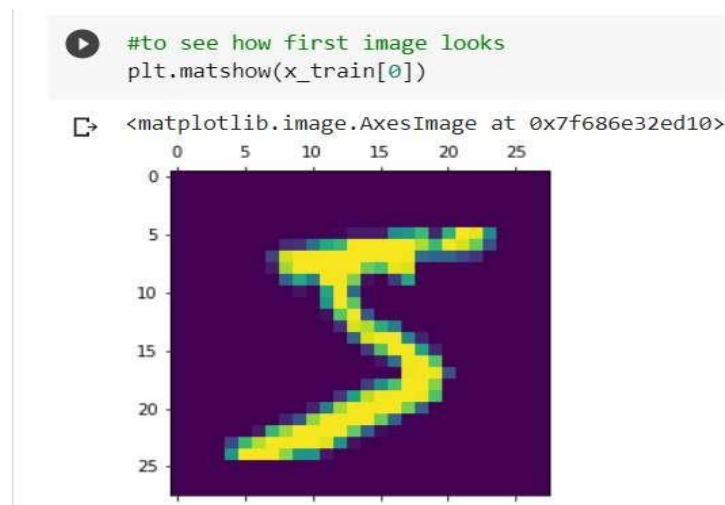 #to see how first image looks
plt.matshow(x_train[0])
<matplotlib.image.AxesImage at 0x7f686e32ed10>
0 5 10 15 20 25
0
5
10
15
20
25